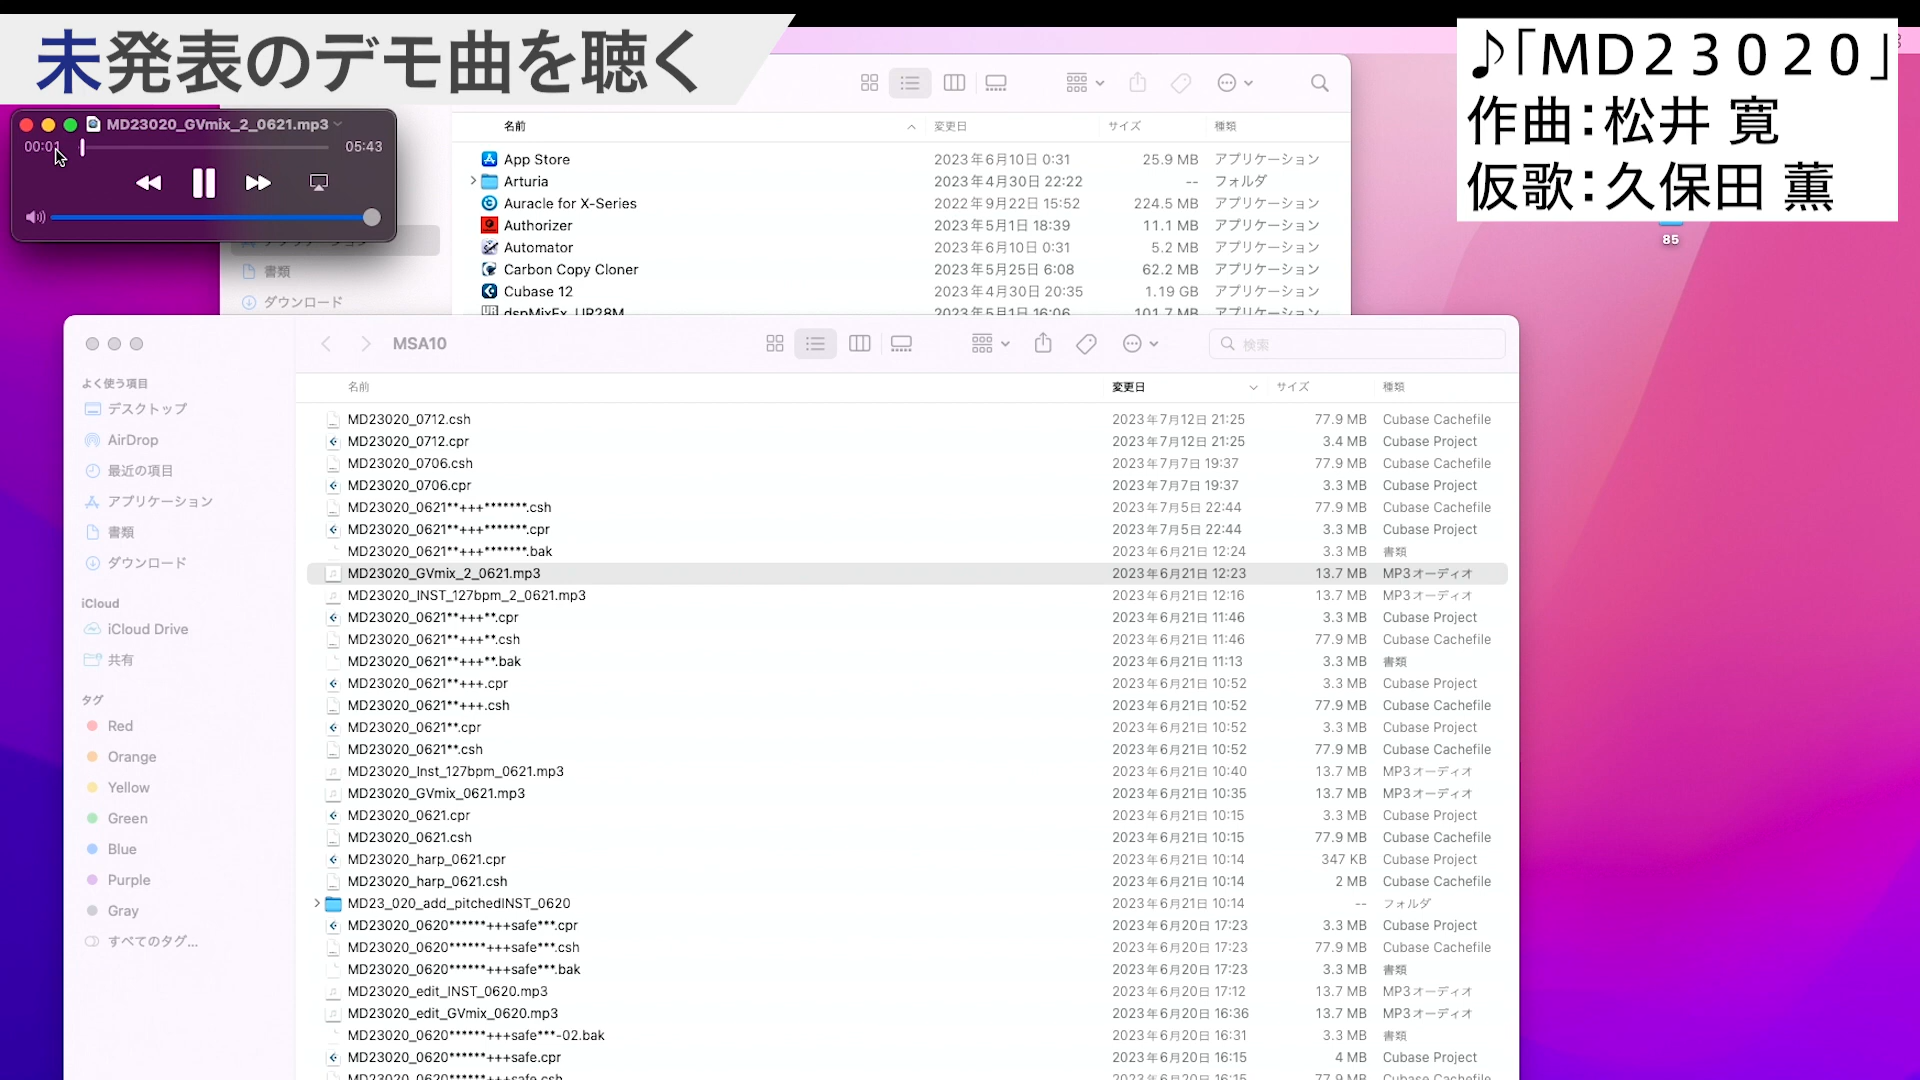 未発表のデモ曲を聴く
♪「MD23020」
作曲：松井 寛
仮歌：久保田 薫
85
MD23020_GVmix_2_0621.mp3
00:01
05:43
名前 変更日 サイズ 種類
App Store 2023年6月10日 0:31 25.9 MB アプリケーション
Arturia 2023年4月30日 22:22 -- フォルダ
Auracle for X-Series 2022年9月22日 15:52 224.5 MB アプリケーション
Authorizer 2023年5月1日 18:39 11.1 MB アプリケーション
Automator 2023年6月10日 0:31 5.2 MB アプリケーション
Carbon Copy Cloner 2023年5月25日 6:08 62.2 MB アプリケーション
Cubase 12 2023年4月30日 20:35 1.19 GB アプリケーション
dspMixFx_UR28M 2023年5月1日 16:06 101.7 MB アプリケーション
書類
ダウンロード
MSA10
検索
よく使う項目
デスクトップ
AirDrop
最近の項目
アプリケーション
書類
ダウンロード
iCloud
iCloud Drive
共有
タグ
Red
Orange
Yellow
Green
Blue
Purple
Gray
すべてのタグ...
名前 変更日 サイズ 種類
MD23020_0712.csh 2023年7月12日 21:25 77.9 MB Cubase Cachefile
MD23020_0712.cpr 2023年7月12日 21:25 3.4 MB Cubase Project
MD23020_0706.csh 2023年7月7日 19:37 77.9 MB Cubase Cachefile
MD23020_0706.cpr 2023年7月7日 19:37 3.3 MB Cubase Project
MD23020_0621**+++*******.csh 2023年7月5日 22:44 77.9 MB Cubase Cachefile
MD23020_0621**+++*******.cpr 2023年7月5日 22:44 3.3 MB Cubase Project
MD23020_0621**+++*******.bak 2023年6月21日 12:24 3.3 MB 書類
MD23020_GVmix_2_0621.mp3 2023年6月21日 12:23 13.7 MB MP3オーディオ
MD23020_INST_127bpm_2_0621.mp3 2023年6月21日 12:16 13.7 MB MP3オーディオ
MD23020_0621**+++**.cpr 2023年6月21日 11:46 3.3 MB Cubase Project
MD23020_0621**+++**.csh 2023年6月21日 11:46 77.9 MB Cubase Cachefile
MD23020_0621**+++**.bak 2023年6月21日 11:13 3.3 MB 書類
MD23020_0621**+++.cpr 2023年6月21日 10:52 3.3 MB Cubase Project
MD23020_0621**+++.csh 2023年6月21日 10:52 77.9 MB Cubase Cachefile
MD23020_0621**.cpr 2023年6月21日 10:52 3.3 MB Cubase Project
MD23020_0621**.csh 2023年6月21日 10:52 77.9 MB Cubase Cachefile
MD23020_Inst_127bpm_0621.mp3 2023年6月21日 10:40 13.7 MB MP3オーディオ
MD23020_GVmix_0621.mp3 2023年6月21日 10:35 13.7 MB MP3オーディオ
MD23020_0621.cpr 2023年6月21日 10:15 3.3 MB Cubase Project
MD23020_0621.csh 2023年6月21日 10:15 77.9 MB Cubase Cachefile
MD23020_harp_0621.cpr 2023年6月21日 10:14 347 KB Cubase Project
MD23020_harp_0621.csh 2023年6月21日 10:14 2 MB Cubase Cachefile
MD23_020_add_pitchedINST_0620 2023年6月21日 10:14 -- フォルダ
MD23020_0620******+++safe***.cpr 2023年6月20日 17:23 3.3 MB Cubase Project
MD23020_0620******+++safe***.csh 2023年6月20日 17:23 77.9 MB Cubase Cachefile
MD23020_0620******+++safe***.bak 2023年6月20日 17:23 3.3 MB 書類
MD23020_edit_INST_0620.mp3 2023年6月20日 17:12 13.7 MB MP3オーディオ
MD23020_edit_GVmix_0620.mp3 2023年6月20日 16:36 13.7 MB MP3オーディオ
MD23020_0620******+++safe***-02.bak 2023年6月20日 16:31 3.3 MB 書類
MD23020_0620******+++safe.cpr 2023年6月20日 16:15 4 MB Cubase Project
MD23020_0620******+++safe.csh 2023年6月20日 16:15 77.9 MB Cubase Cachefile